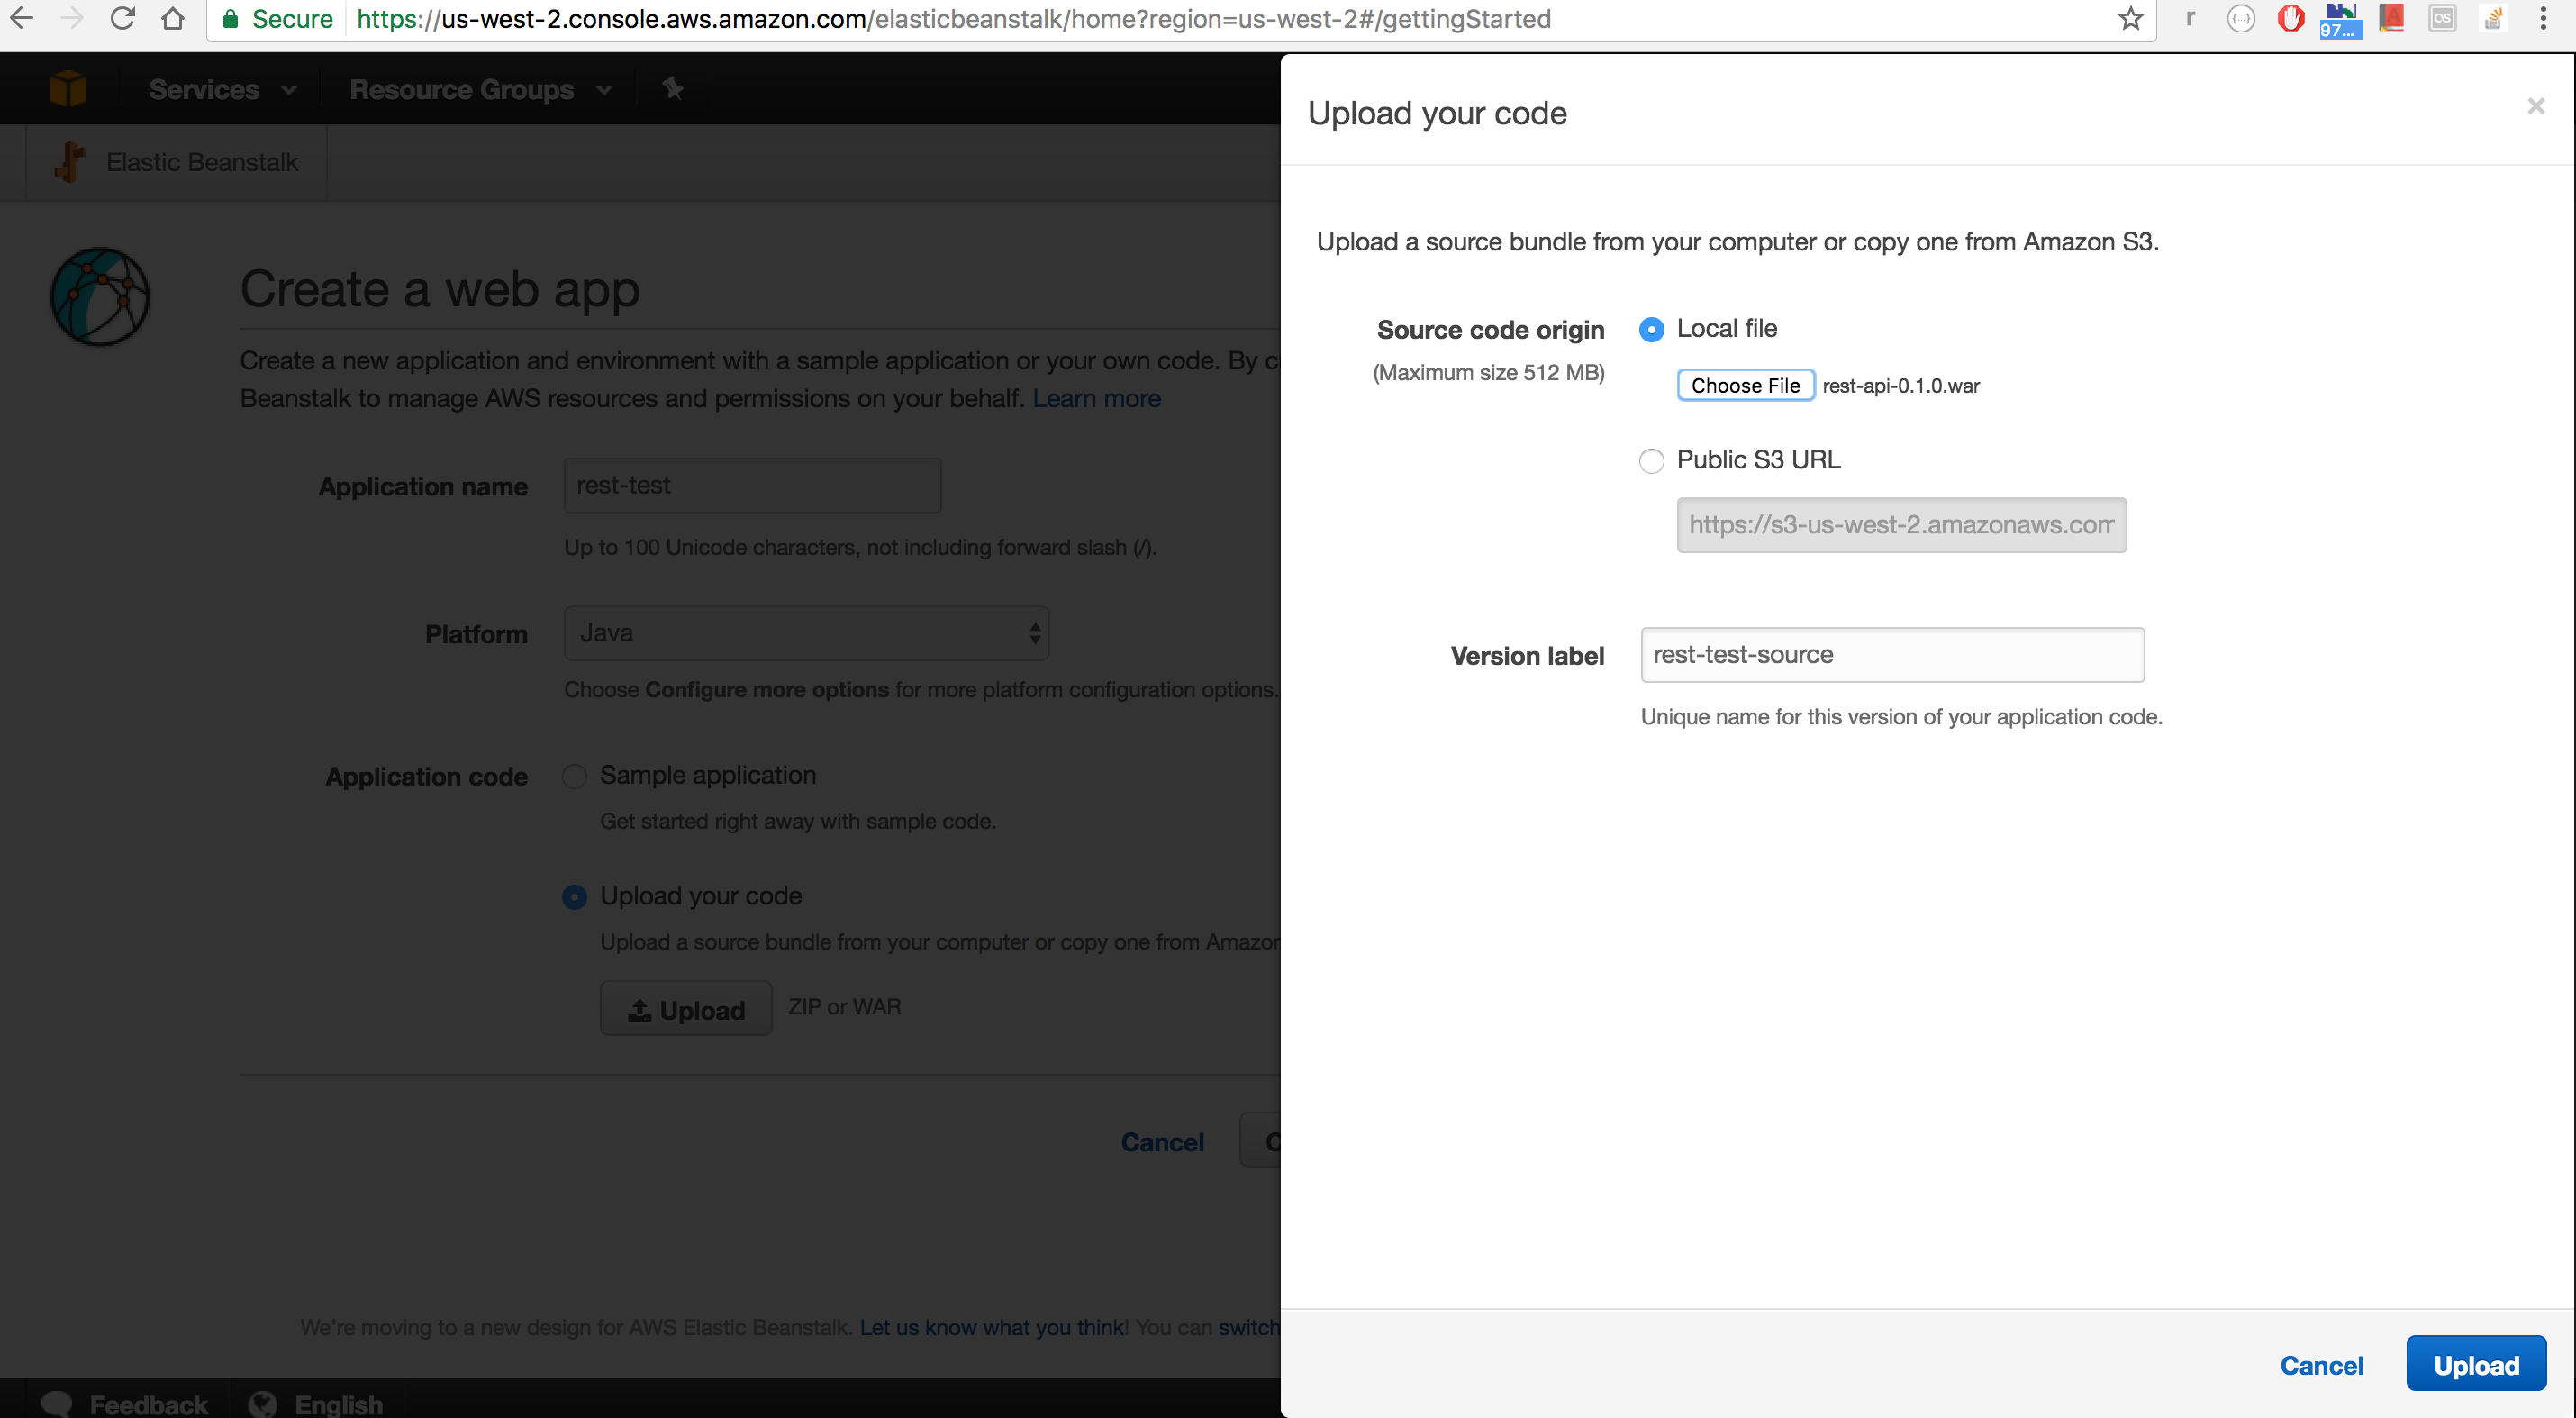 Secure https://us-west-2.console.aws.amazon.com/elasticbeanstalk/home?region=us-west-2#/gettingStarted
r
97...
Services
Resource Groups
Elastic Beanstalk
Create a web app
Create a new application and environment with a sample application or your own code. By c
Beanstalk to manage AWS resources and permissions on your behalf. Learn more
Application name
rest-test
Up to 100 Unicode characters, not including forward slash (/).
Platform
Java
Choose Configure more options for more platform configuration options.
Application code
Sample application
Get started right away with sample code.
Upload your code
Upload a source bundle from your computer or copy one from Amazon
Upload
ZIP or WAR
Cancel
C
We're moving to a new design for AWS Elastic Beanstalk. Let us know what you think! You can switch
Feedback
English
Upload your code
×
Upload a source bundle from your computer or copy one from Amazon S3.
Source code origin
(Maximum size 512 MB)
Local file
Choose File rest-api-0.1.0.war
Public S3 URL
https://s3-us-west-2.amazonaws.com
Version label
rest-test-source
Unique name for this version of your application code.
Cancel
Upload